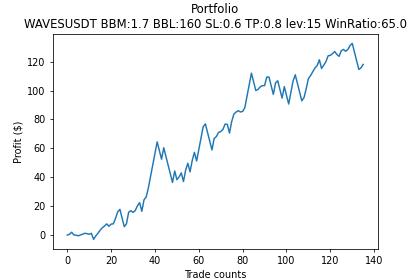 Portfolio
WAVESUSDT BBM:1.7 BBL:160 SL:0.6 TP:0.8 lev:15 WinRatio:65.0
120
100
80
60
40
20
0
Profit ($)
0 20 40 60 80 100 120 140
Trade counts